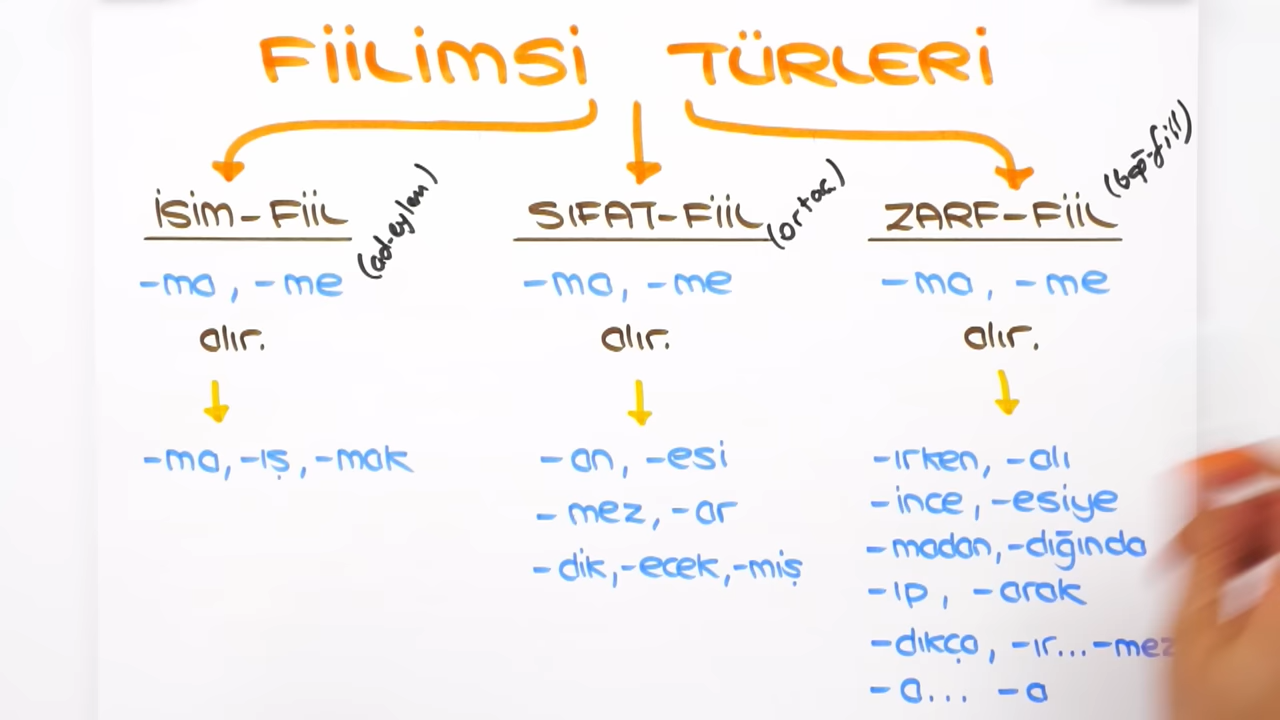 FİİLİMSİ TÜRLERİ
İSİM-FİİL (ad-eylem)
-ma, -me
alır.
-ma, -ış, -mak
SIFAT-FİİL (ortaç)
-ma, -me
alır.
-an, -esi
-mez, -ar
-dik, -ecek, -miş
ZARF-FİİL (bağ-fiil)
-ma, -me
alır.
-ırken, -alı
-ince, -esiye
-madan, -dığında
-ıp, -arak
-dıkça, -ır... -mez
-a... -a